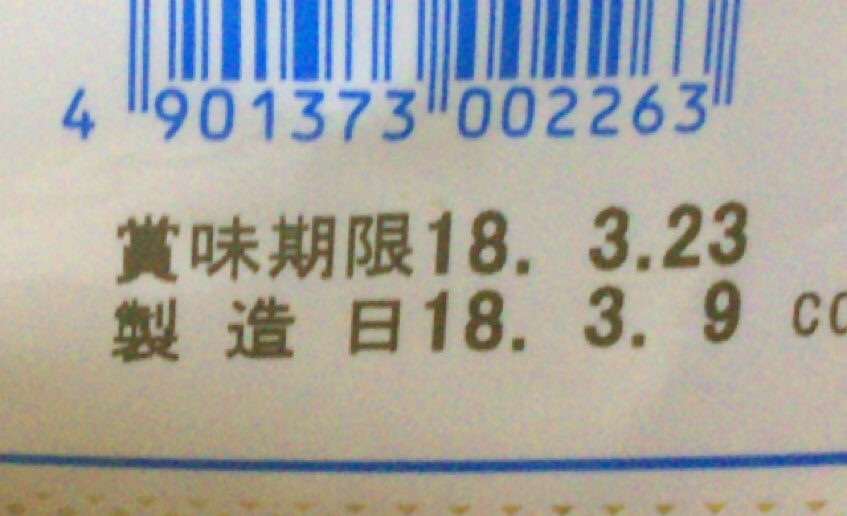 4 901373 002263
賞味期限18. 3.23
製 造 日18. 3. 9